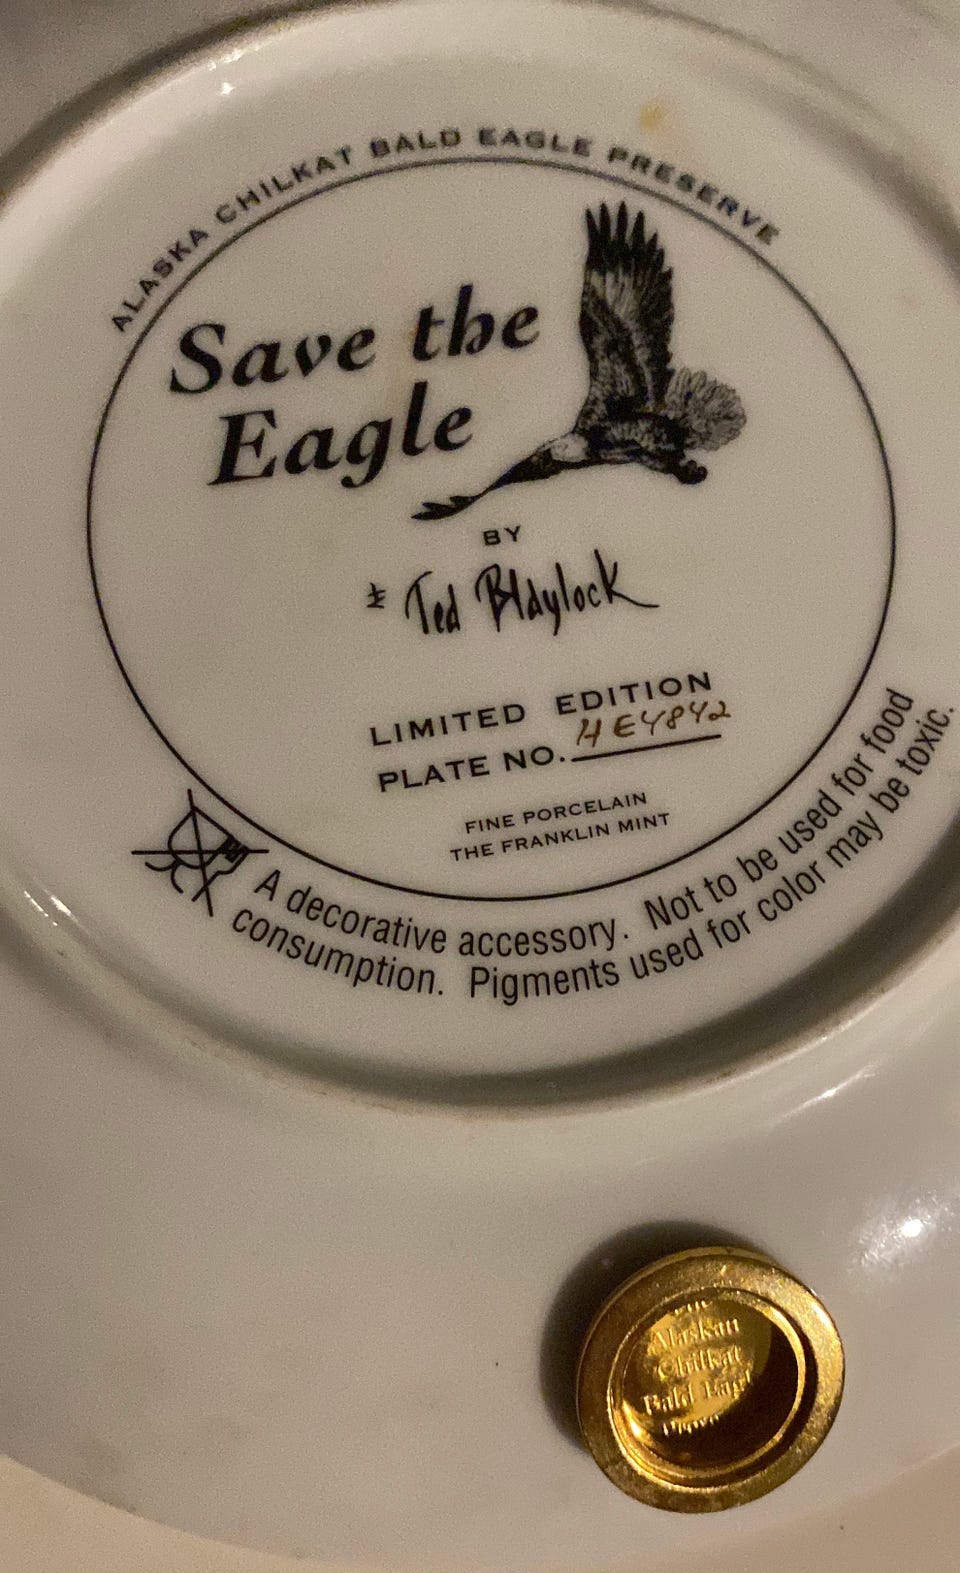 ALASKA CHILKAT BALD EAGLE PRESERVE
Save the
Eagle
BY
Ted Blaylock
LIMITED EDITION
PLATE NO. HE4842
FINE PORCELAIN
THE FRANKLIN MINT
A decorative accessory. Not to be used for food
consumption. Pigments used for color may be toxic.
Alaskan
Chilkat
Bald Eagl